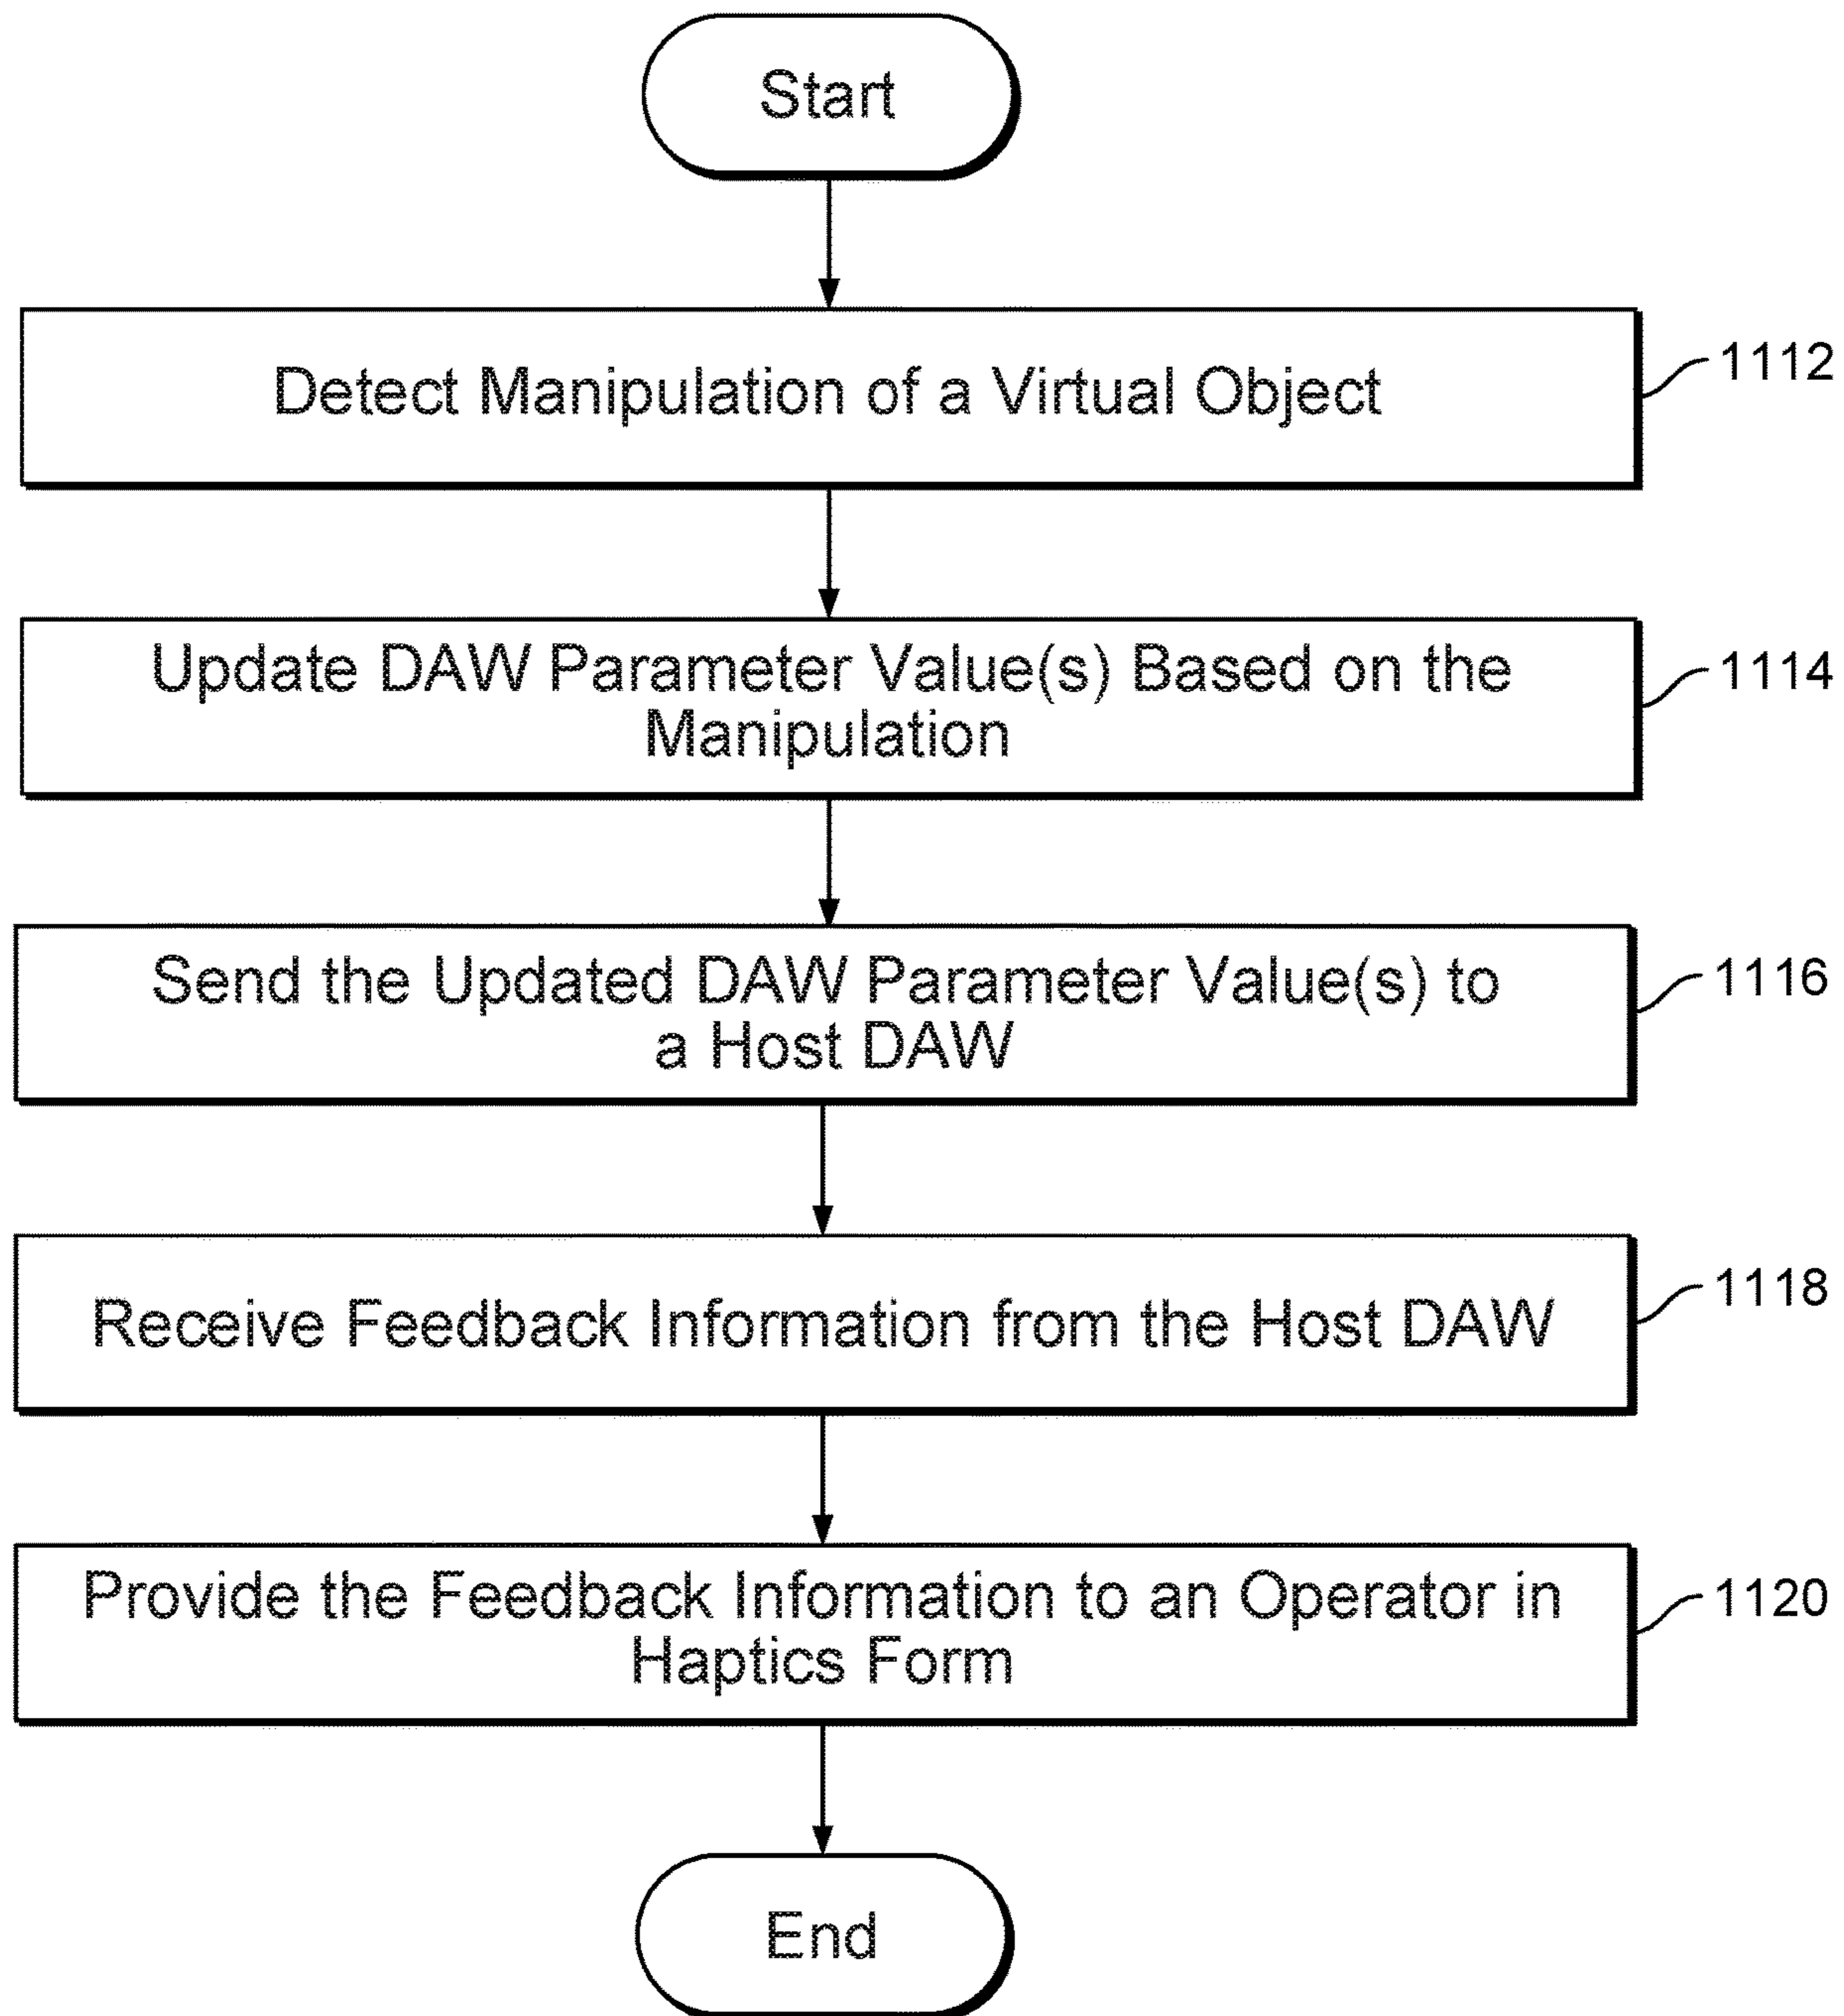 Start
Detect Manipulation of a Virtual Object
1112
Update DAW Parameter Value(s) Based on the
Manipulation
1114
Send the Updated DAW Parameter Value(s) to
a Host DAW
1116
Receive Feedback Information from the Host DAW
1118
Provide the Feedback Information to an Operator in
Haptics Form
1120
End